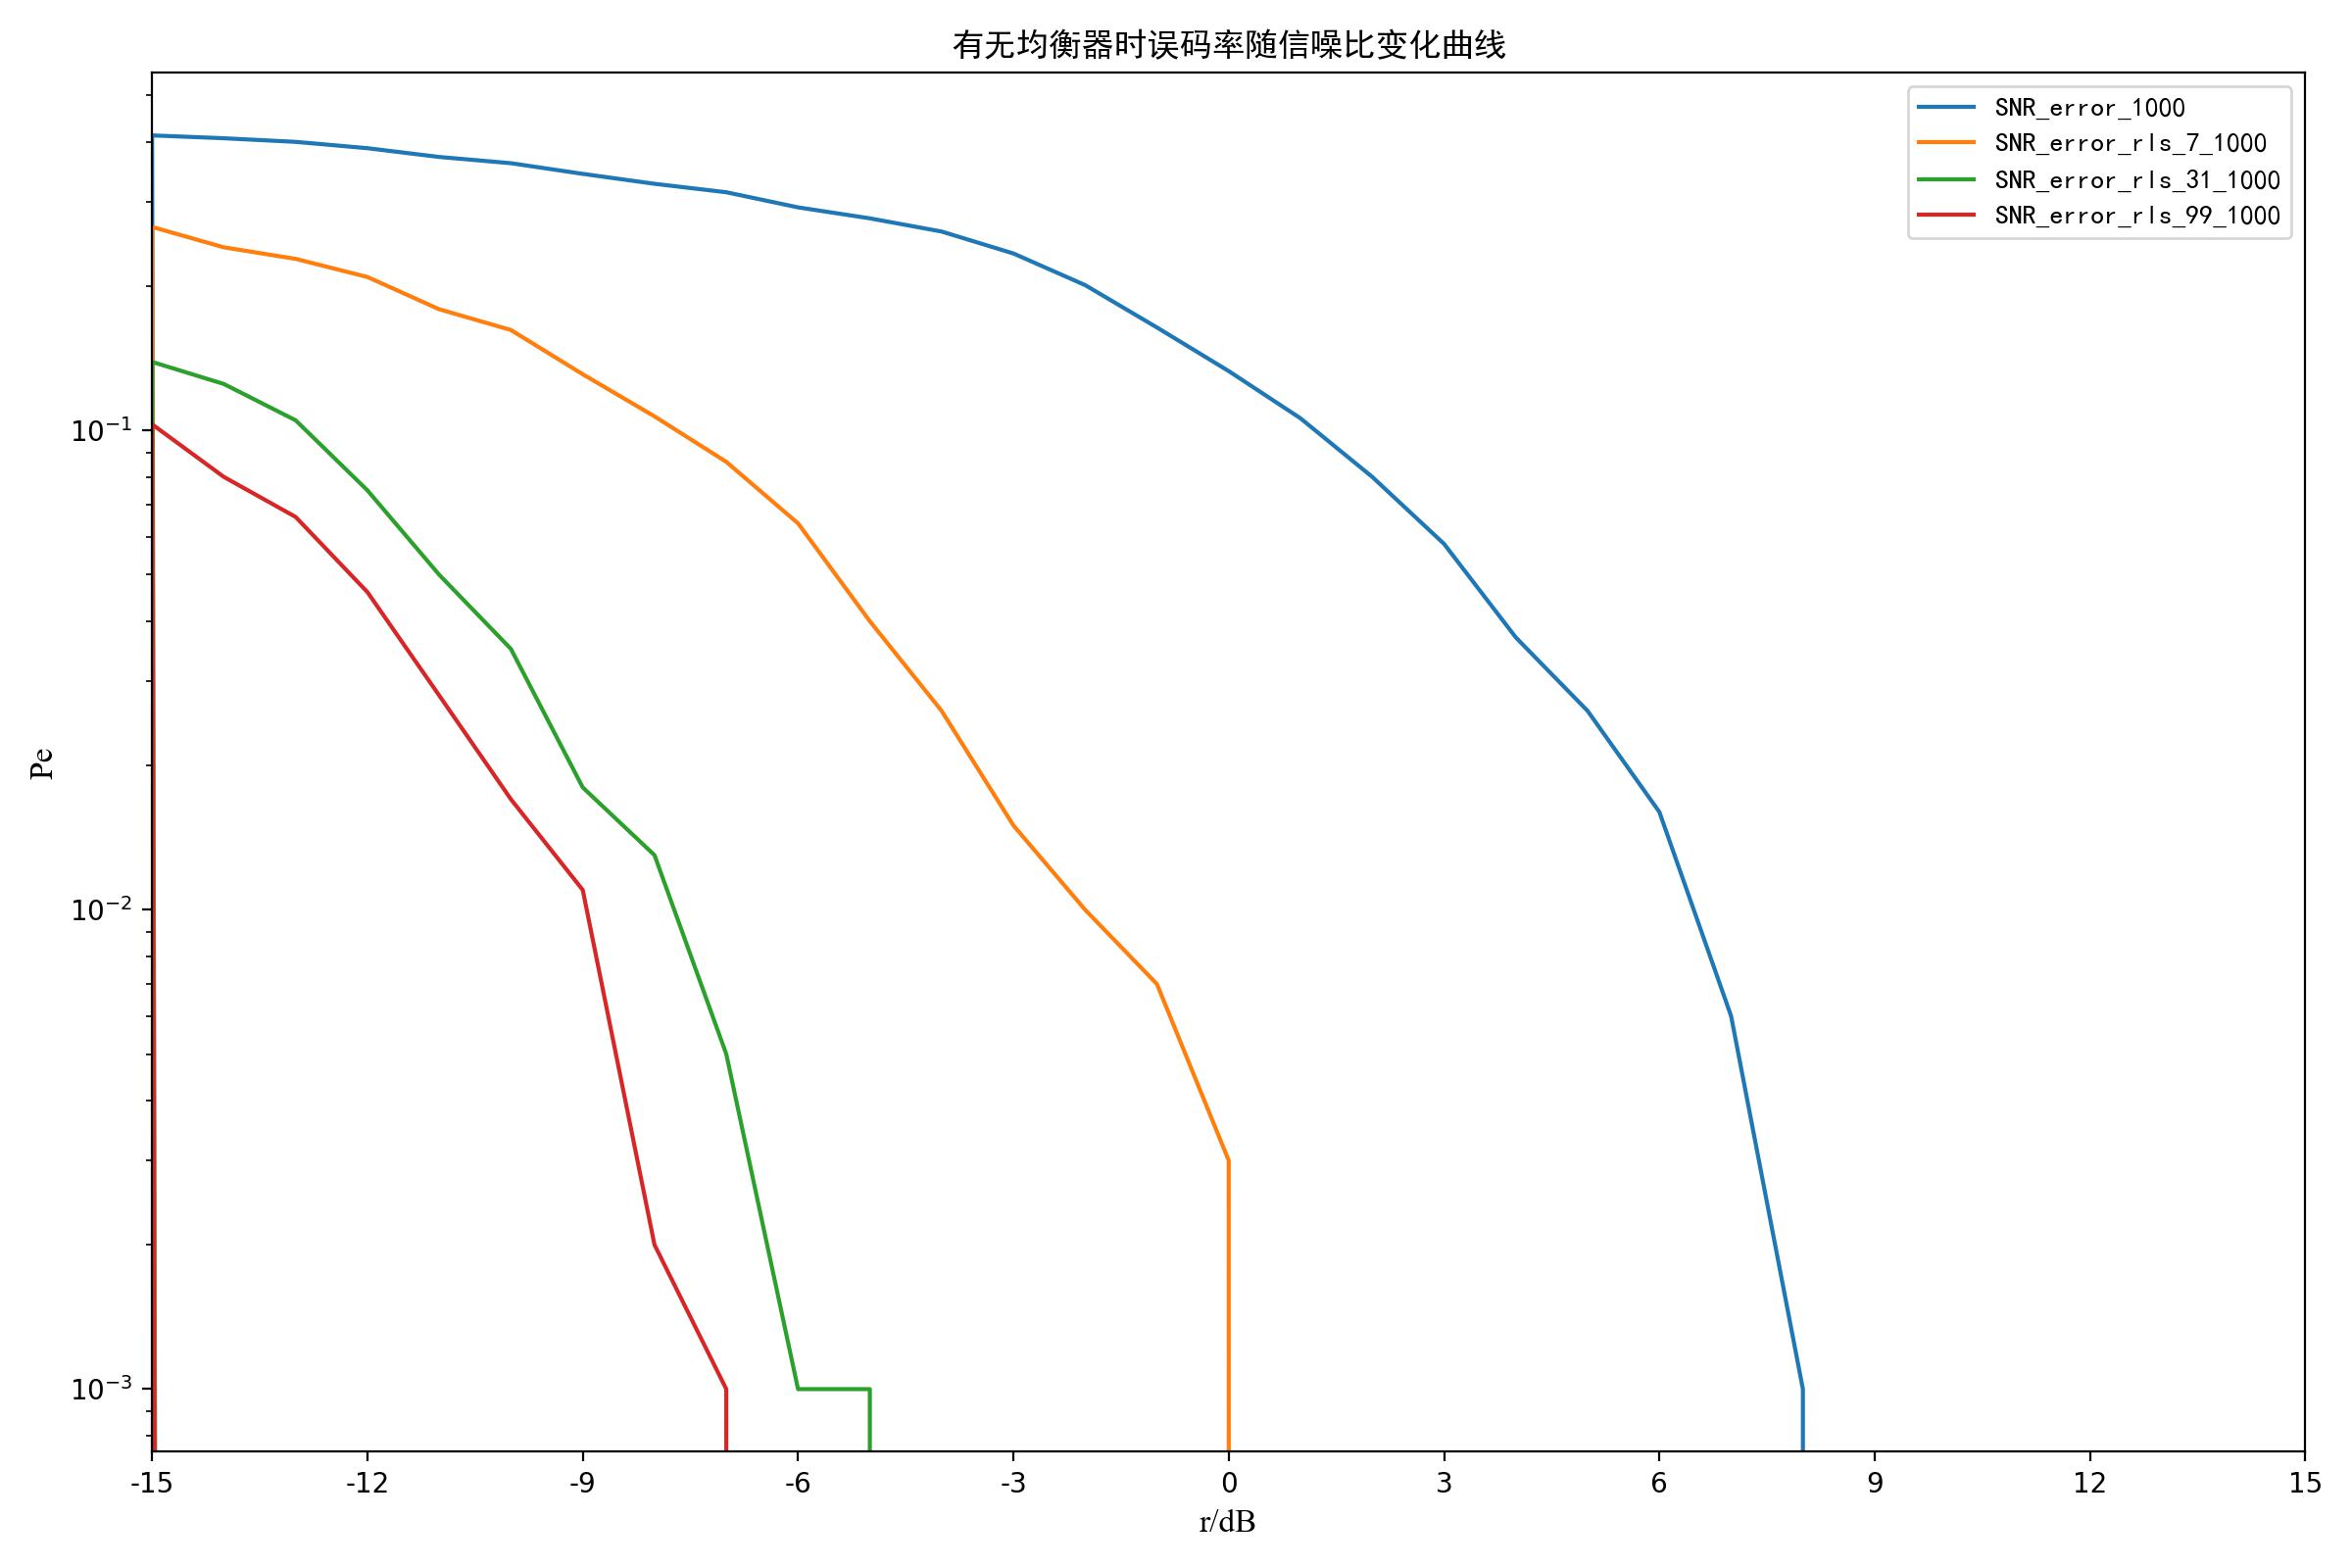 有无均衡器时误码率随信噪比变化曲线
SNR_error_1000
SNR_error_rls_7_1000
SNR_error_rls_31_1000
SNR_error_rls_99_1000
10⁻¹
10⁻²
10⁻³
Pe
-15 -12 -9 -6 -3 0 3 6 9 12 15
r/dB